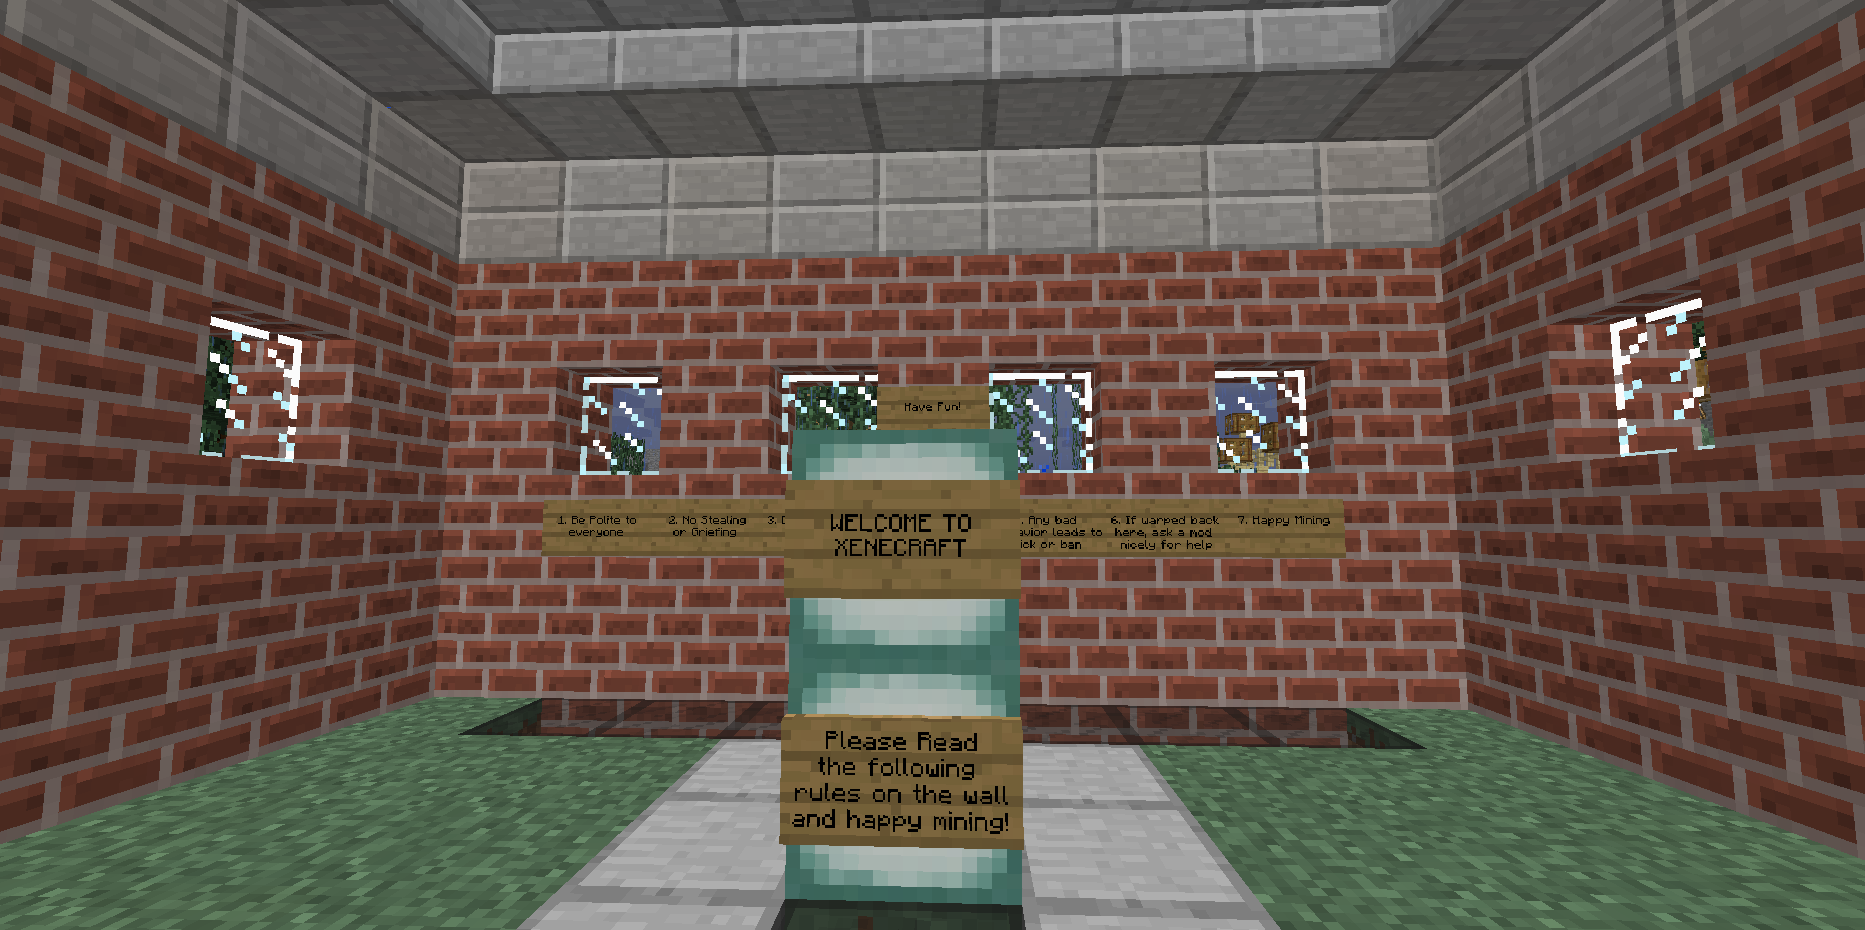 Have Fun!
WELCOME TO
XENECRAFT
1. Be Polite to
everyone
2. No Stealing
or Griefing
3.
Any bad
leads to
or ban
6. If warped back
here, ask a mod
nicely for help
7. Happy Mining
Please Read
the following
rules on the wall
and happy mining!